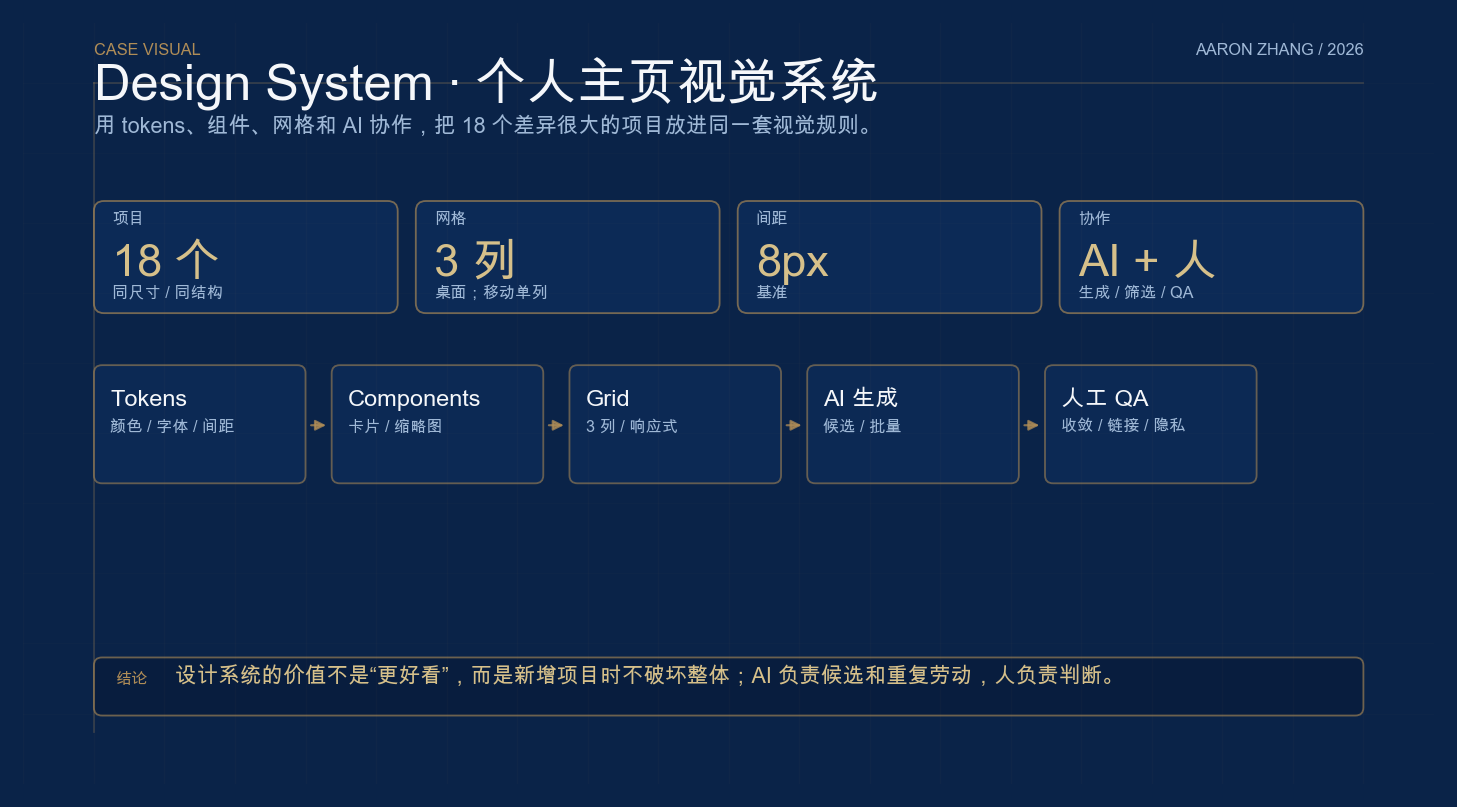 CASE VISUAL
AARON ZHANG / 2026
Design System · 个人主页视觉系统
用 tokens、组件、网格和 AI 协作，把 18 个差异很大的项目放进同一套视觉规则。
项目
18 个
同尺寸 / 同结构
网格
3 列
桌面；移动单列
间距
8px
基准
协作
AI + 人
生成 / 筛选 / QA
Tokens
颜色 / 字体 / 间距
Components
卡片 / 缩略图
Grid
3 列 / 响应式
AI 生成
候选 / 批量
人工 QA
收敛 / 链接 / 隐私
结论
设计系统的价值不是“更好看”，而是新增项目时不破坏整体；AI 负责候选和重复劳动，人负责判断。